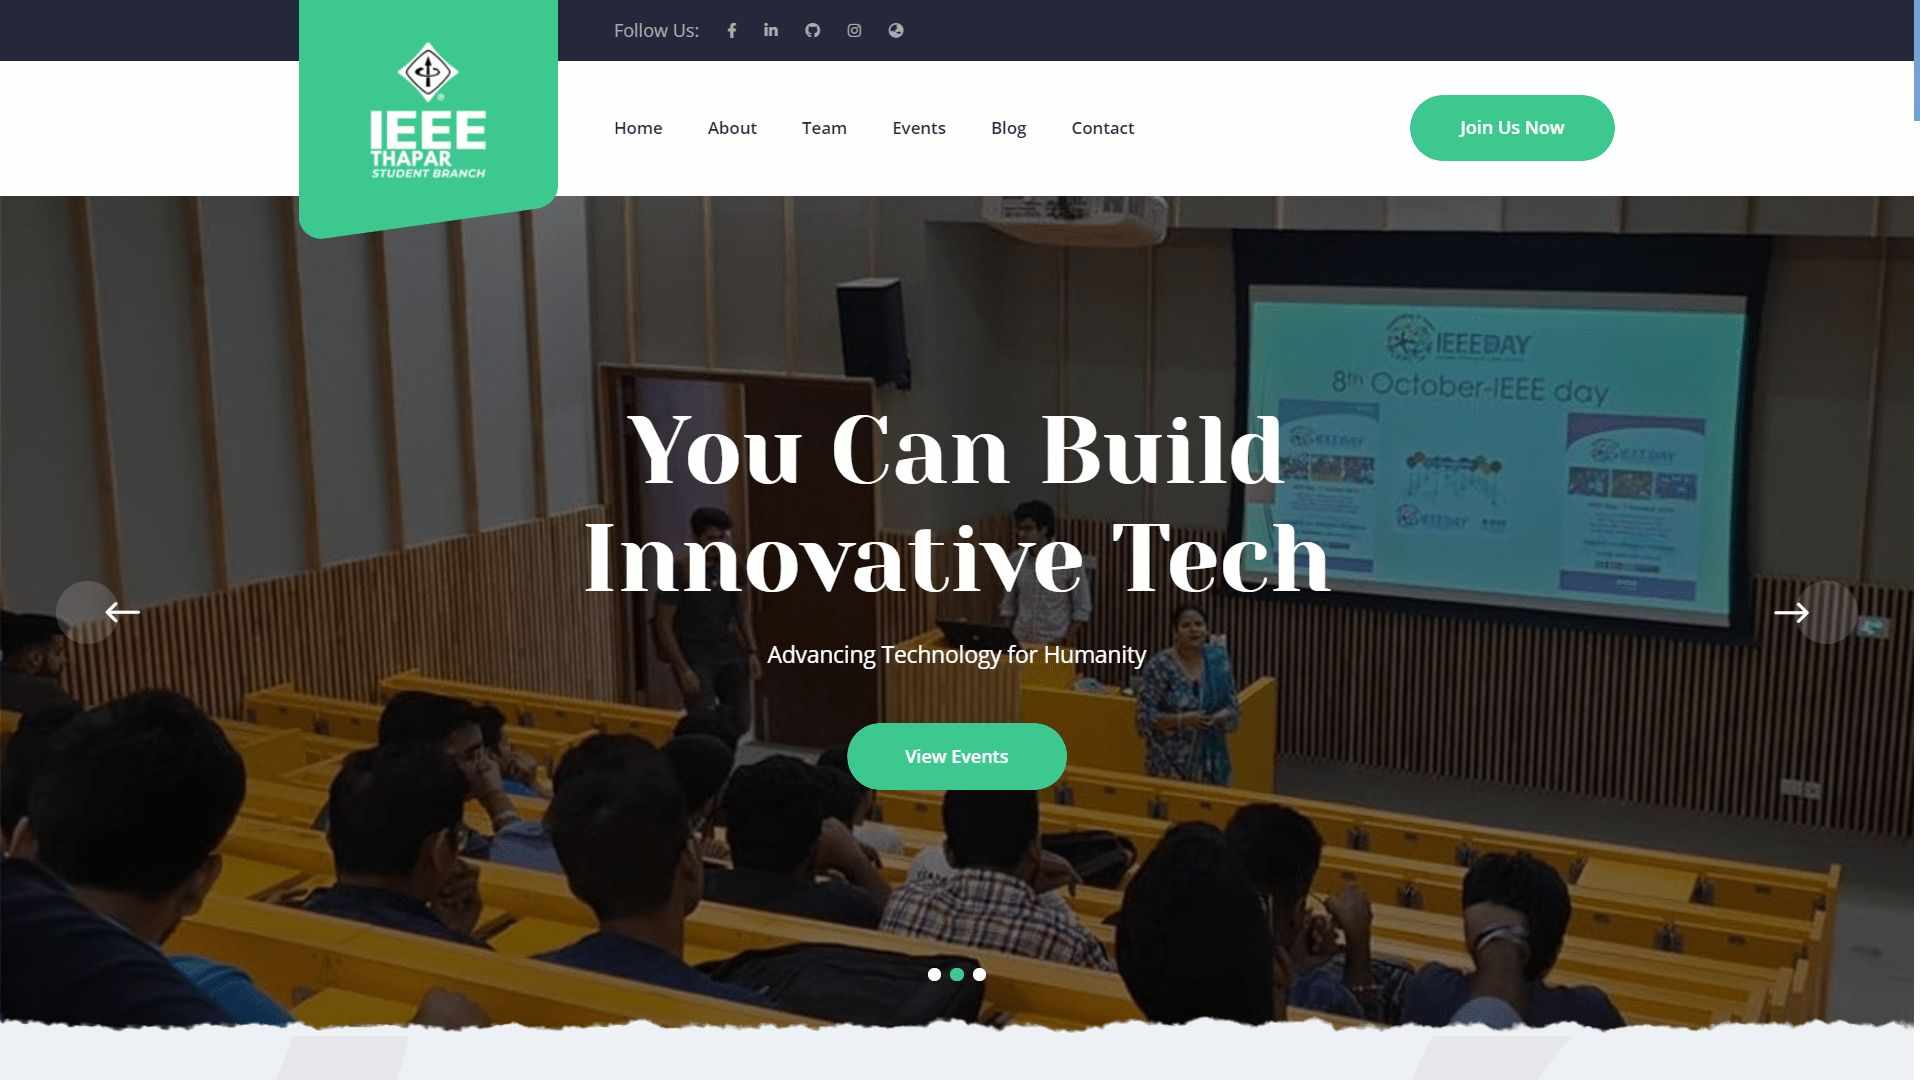 Follow Us:
IEEE
THAPAR
STUDENT BRANCH
Home
About
Team
Events
Blog
Contact
Join Us Now
IEEEDAY
8th October-IEEE day
You Can Build
Innovative Tech
Advancing Technology for Humanity
View Events